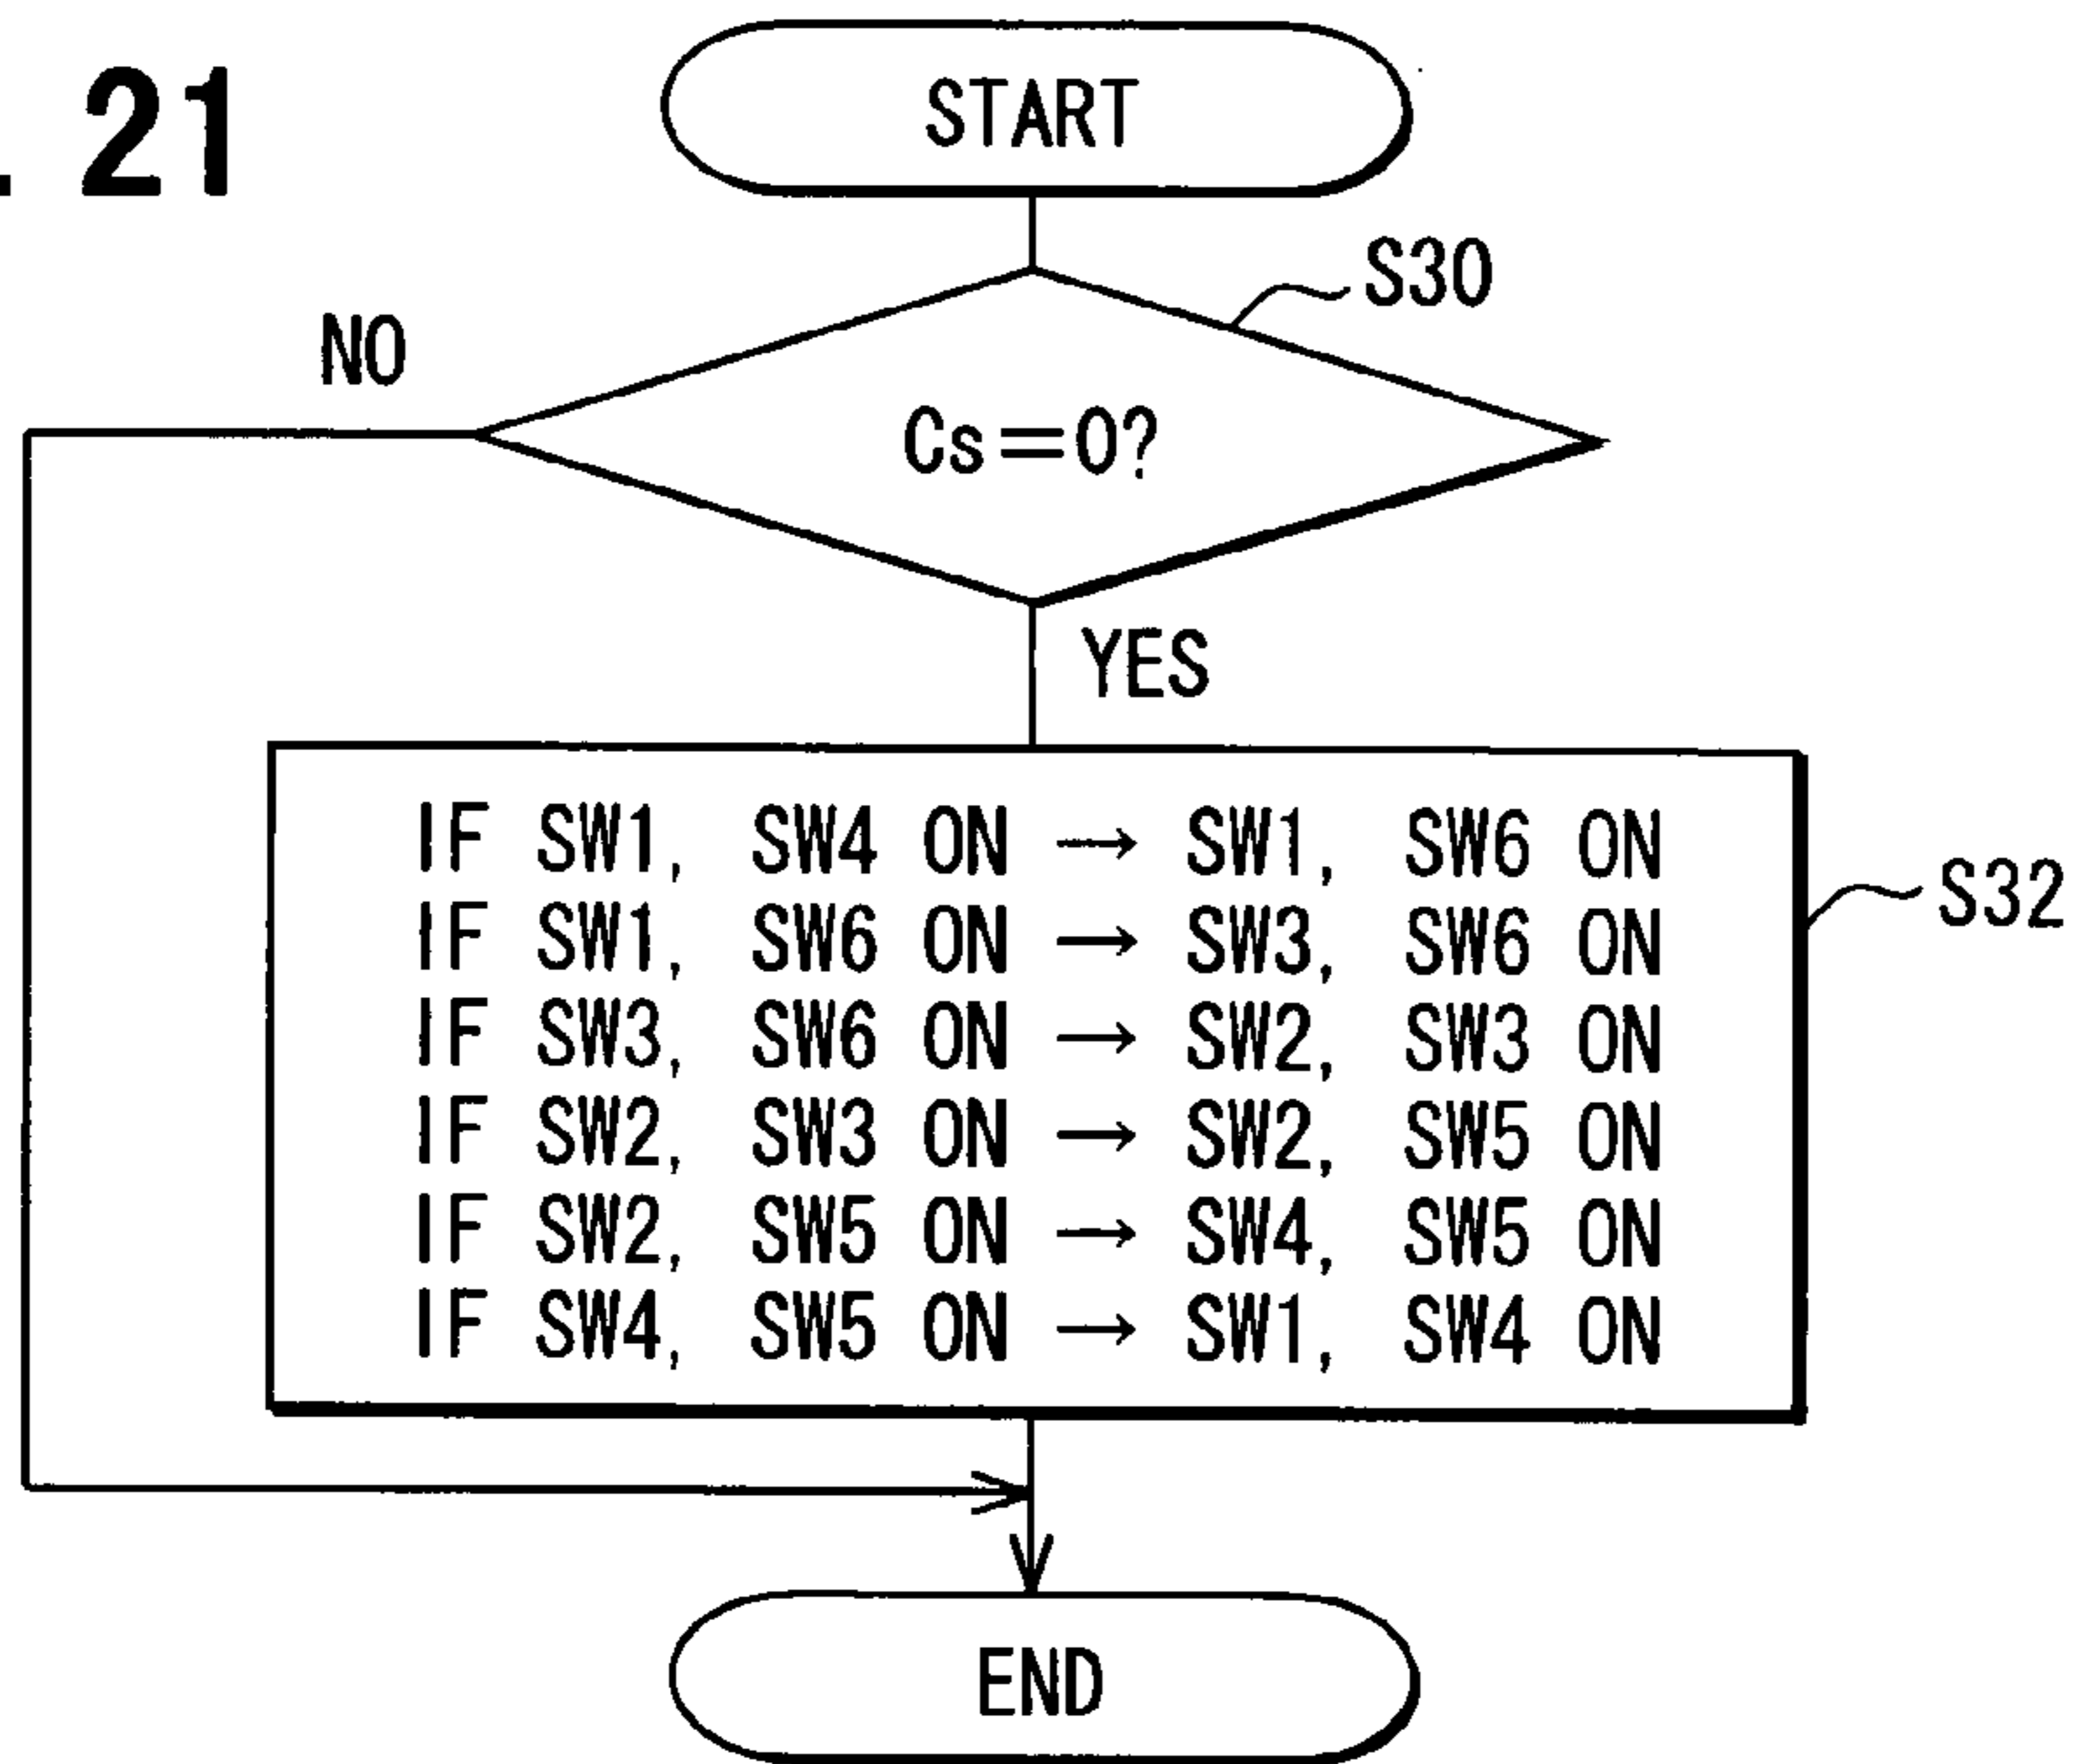 . 21
START
S30
NO
Cs=0?
YES
IF SW1, SW4 ON → SW1, SW6 ON
IF SW1, SW6 ON → SW3, SW6 ON
IF SW3, SW6 ON → SW2, SW3 ON
IF SW2, SW3 ON → SW2, SW5 ON
IF SW2, SW5 ON → SW4, SW5 ON
IF SW4, SW5 ON → SW1, SW4 ON
S32
END